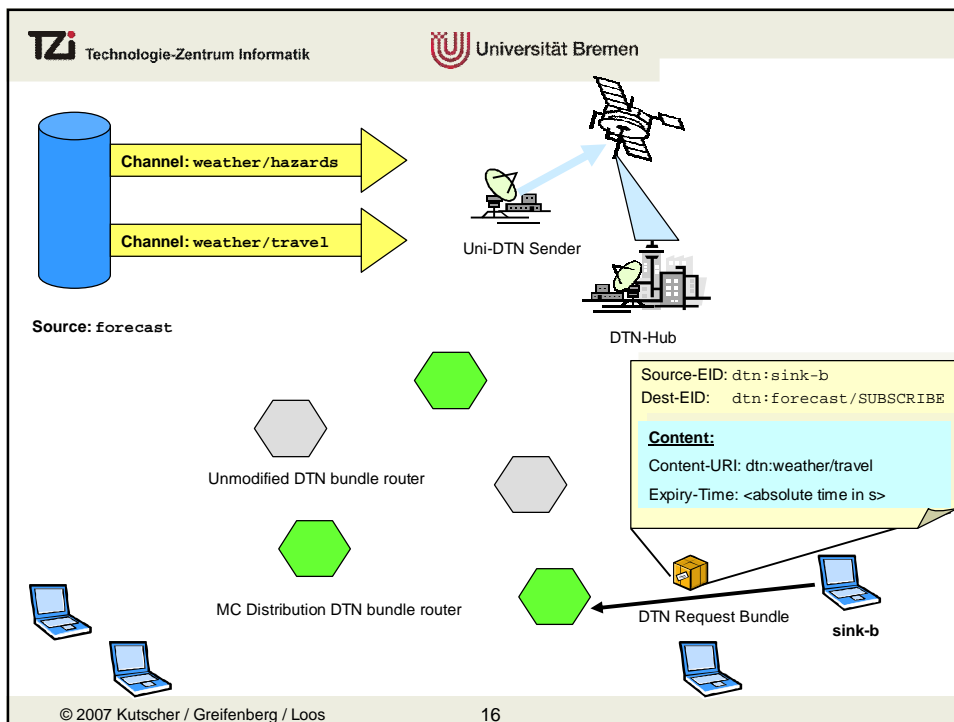 TZi Technologie-Zentrum Informatik
Universität Bremen
Channel: weather/hazards
Channel: weather/travel
Uni-DTN Sender
Source: forecast
DTN-Hub
Source-EID: dtn:sink-b
Dest-EID: dtn:forecast/SUBSCRIBE
Content:
Content-URI: dtn:weather/travel
Expiry-Time: <absolute time in s>
Unmodified DTN bundle router
MC Distribution DTN bundle router
DTN Request Bundle
sink-b
© 2007 Kutscher / Greifenberg / Loos
16